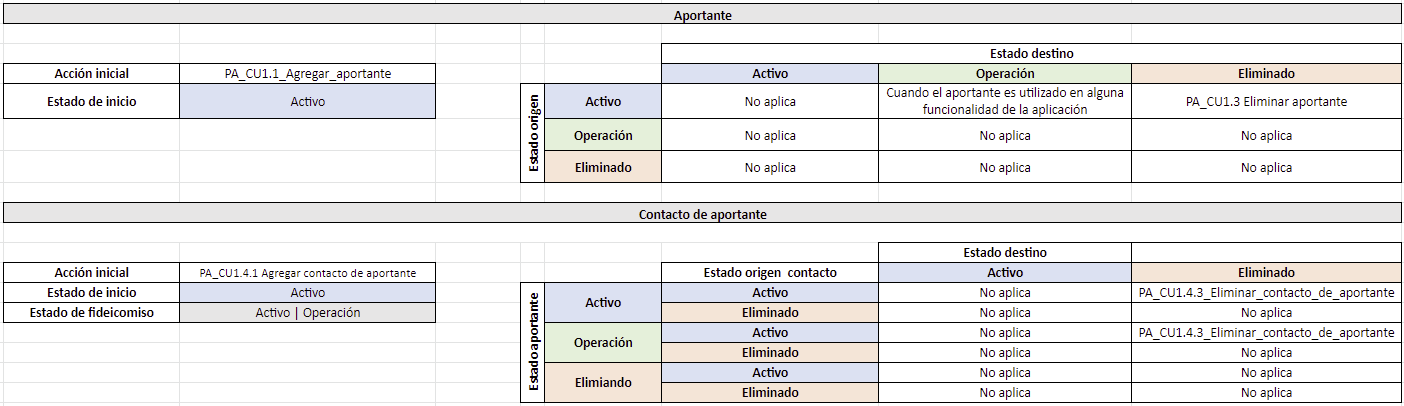 Aportante
Estado destino
Acción inicial PA_CU1.1_Agregar_aportante Activo Operación Eliminado
Estado de inicio Activo Estado origen Activo No aplica Cuando el aportante es utilizado en alguna
funcionalidad de la aplicación PA_CU1.3 Eliminar aportante
Operación No aplica No aplica No aplica
Eliminado No aplica No aplica No aplica
Contacto de aportante
Estado destino
Acción inicial PA_CU1.4.1 Agregar contacto de aportante Estado origen contacto Activo Eliminado
Estado de inicio Activo Estado aportante Activo Activo No aplica PA_CU1.4.3_Eliminar_contacto_de_aportante
Estado de fideicomiso Activo | Operación Eliminado No aplica No aplica
Operación Activo No aplica PA_CU1.4.3_Eliminar_contacto_de_aportante
Eliminado No aplica No aplica
Elimiando Activo No aplica No aplica
Eliminado No aplica No aplica